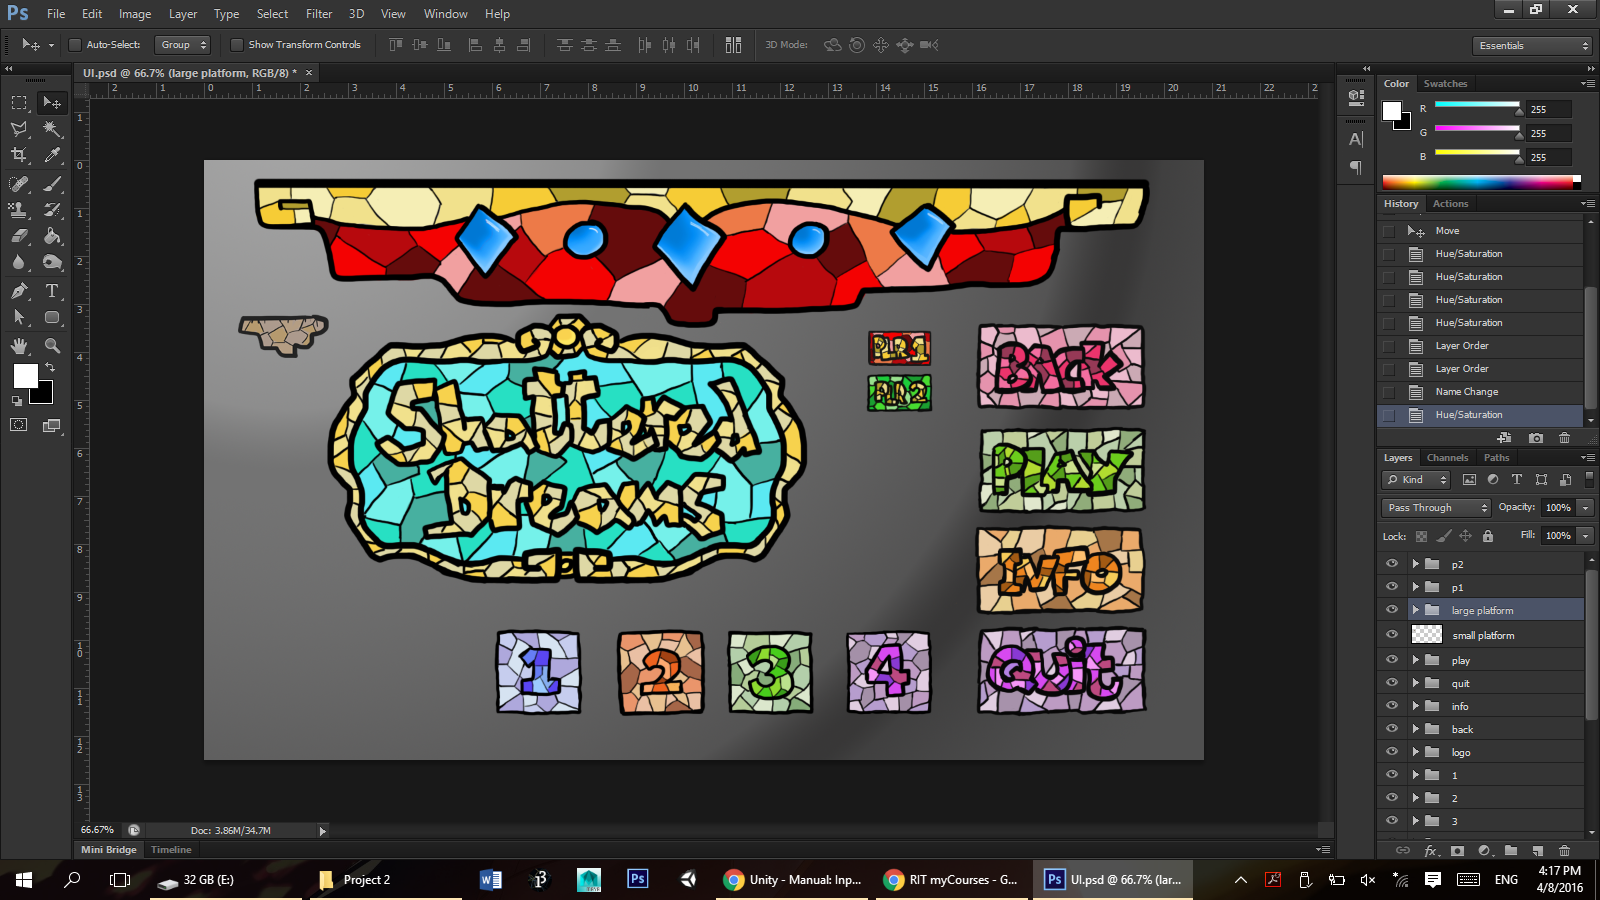 Ps File Edit Image Layer Type Select Filter 3D View Window Help
Auto-Select: Group Show Transform Controls 3D Mode: Essentials
UI.psd @ 66.7% (large platform, RGB/8) * ×
2 1 0 1 2 3 4 5 6 7 8 9 10 11 12 13 14 15 16 17 18 19 20 21 22 2
1 0 1 2 3 4 5 6 7 8 9 10 11 12 13
Shattered
Dreams
PLR1
PLR2
BACK
PLAY
INFO
Quit
1 2 3 4
Color Swatches
R 255
G 255
B 255
History Actions
Move
Hue/Saturation
Hue/Saturation
Hue/Saturation
Hue/Saturation
Layer Order
Layer Order
Name Change
Hue/Saturation
Layers Channels Paths
Kind
Pass Through Opacity: 100%
Lock: Fill: 100%
p2
p1
large platform
small platform
play
quit
info
back
logo
1
2
3
66.67% Doc: 3.86M/34.7M
Mini Bridge Timeline
32 GB (E:) Project 2 Ps Unity - Manual: Inp... RIT myCourses - G... Ps UI.psd @ 66.7% (lar... ENG 4:17 PM
4/8/2016